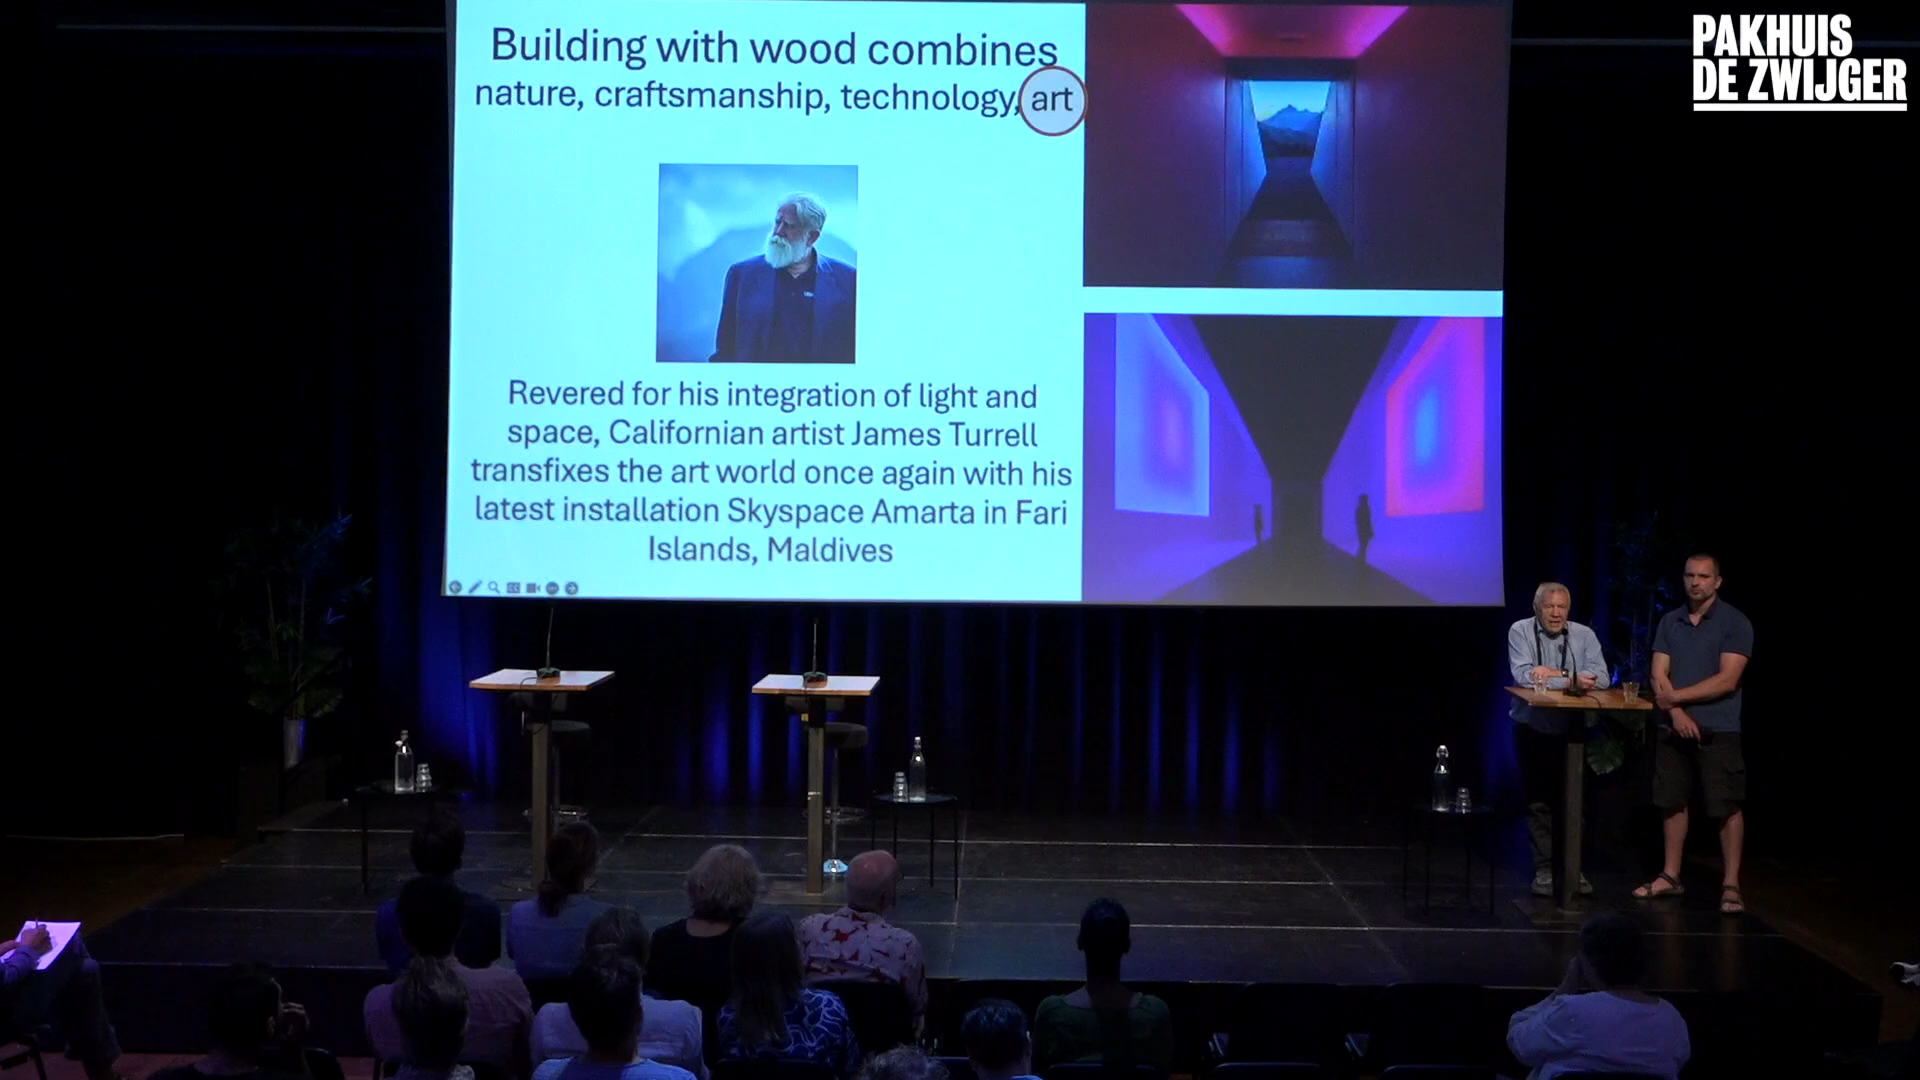 Building with wood combines
nature, craftsmanship, technology, art
Revered for his integration of light and
space, Californian artist James Turrell
transfixes the art world once again with his
latest installation Skyspace Amarta in Fari
Islands, Maldives
PAKHUIS
DE ZWIJGER